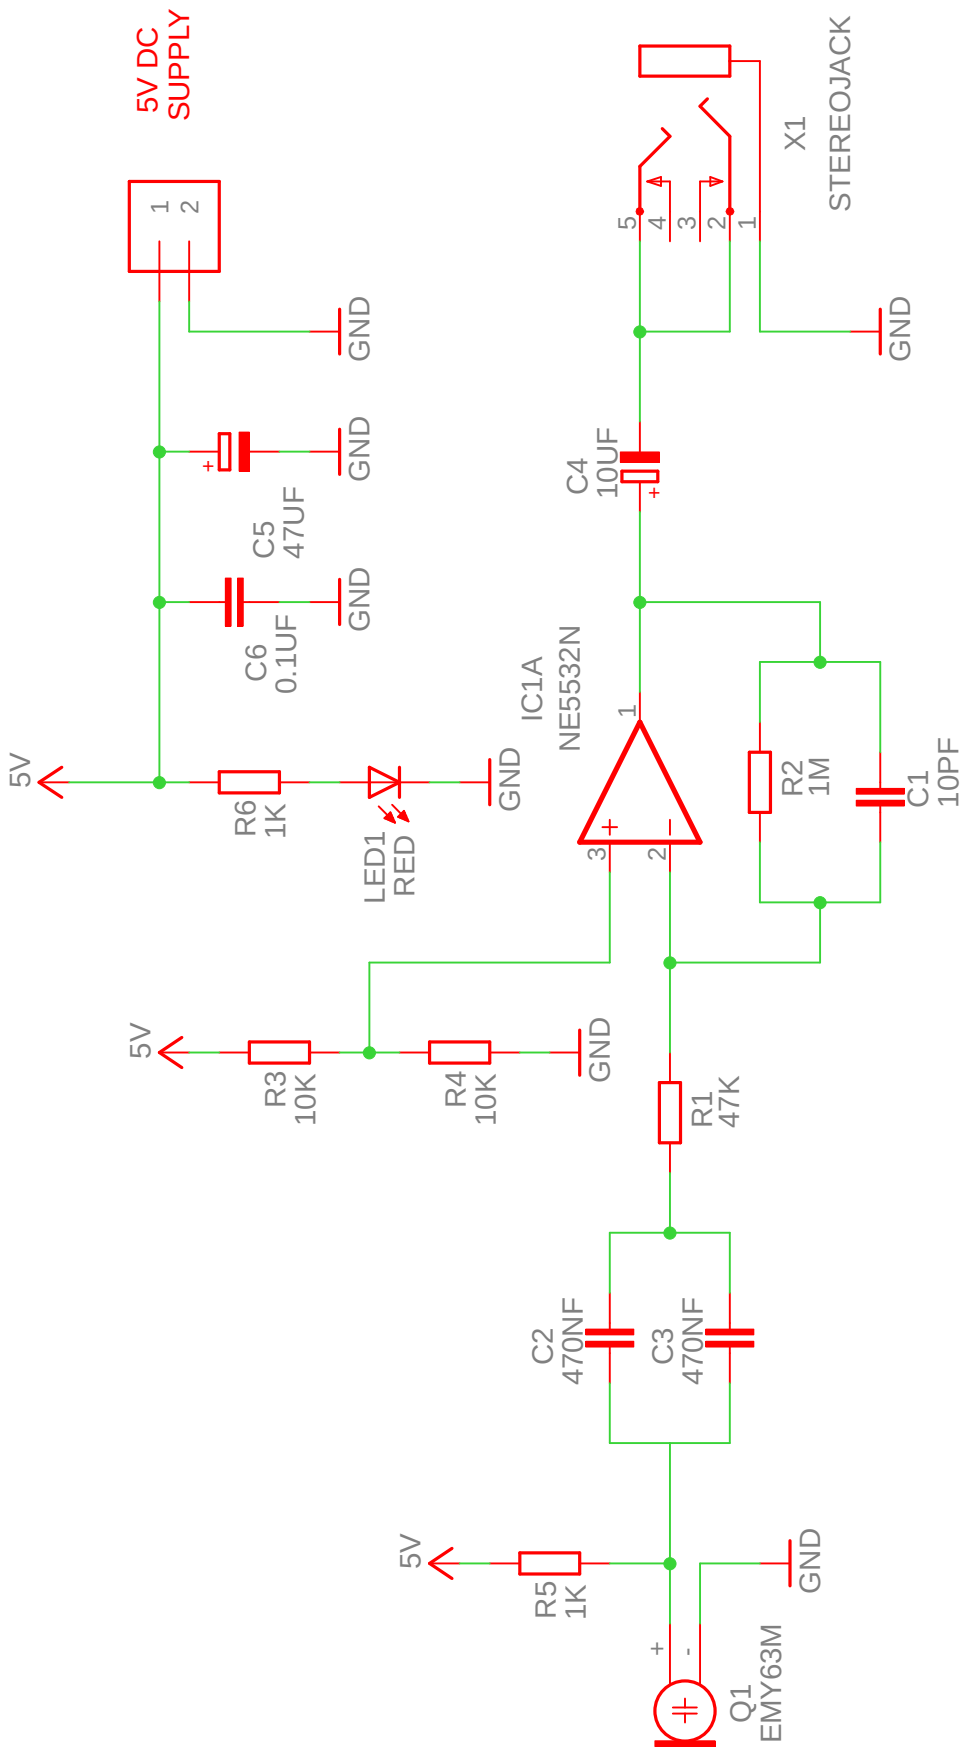 5V DC
SUPPLY
1
2
GND
GND
C5
47UF
+
GND
C6
0.1UF
5V
R6
1K
LED1
RED
GND
5V
R3
10K
R4
10K
GND
5V
R5
1K
Q1
EMY63M
+
-
GND
C2
470NF
C3
470NF
R1
47K
3
2
+
-
1
IC1A
NE5532N
R2
1M
C1
10PF
C4
10UF
+
5
4
3
2
1
X1
STEREOJACK
GND